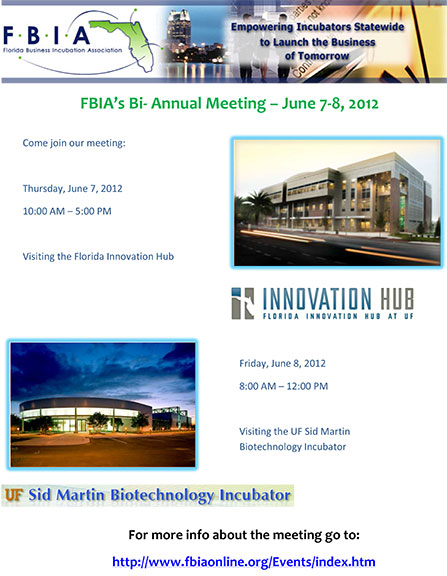 F·B·I·A
Florida Business Incubation Association
Empowering Incubators Statewide
to Launch the Business
of Tomorrow
FBIA's Bi- Annual Meeting – June 7-8, 2012
Come join our meeting:
Thursday, June 7, 2012
10:00 AM – 5:00 PM
Visiting the Florida Innovation Hub
INNOVATION HUB
FLORIDA INNOVATION HUB AT UF
Friday, June 8, 2012
8:00 AM – 12:00 PM
Visiting the UF Sid Martin
Biotechnology Incubator
UF Sid Martin Biotechnology Incubator
For more info about the meeting go to:
http://www.fbiaonline.org/Events/index.htm